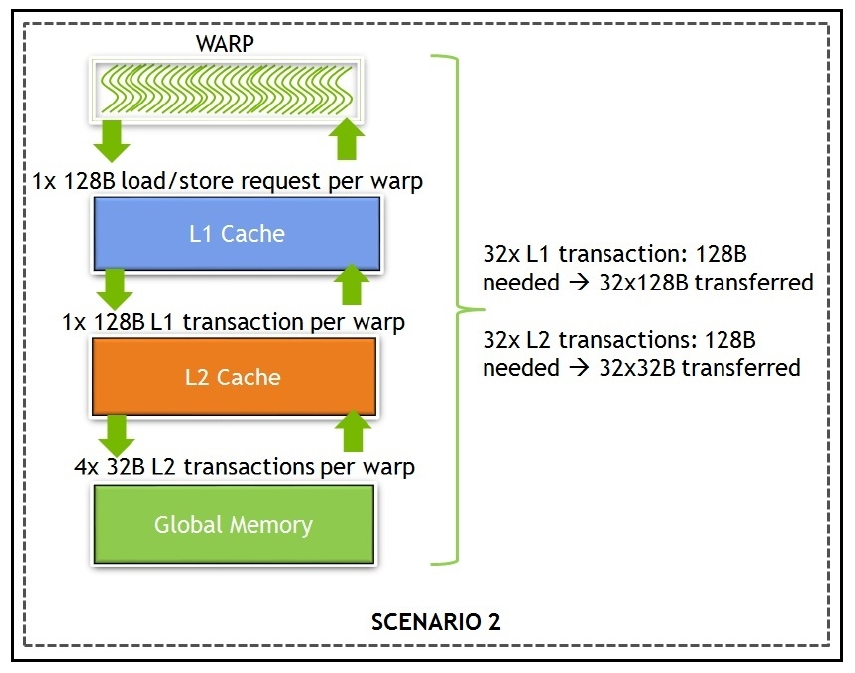 WARP
1x 128B load/store request per warp
L1 Cache
1x 128B L1 transaction per warp
L2 Cache
4x 32B L2 transactions per warp
Global Memory
32x L1 transaction: 128B
needed → 32x128B transferred
32x L2 transactions: 128B
needed → 32x32B transferred
SCENARIO 2